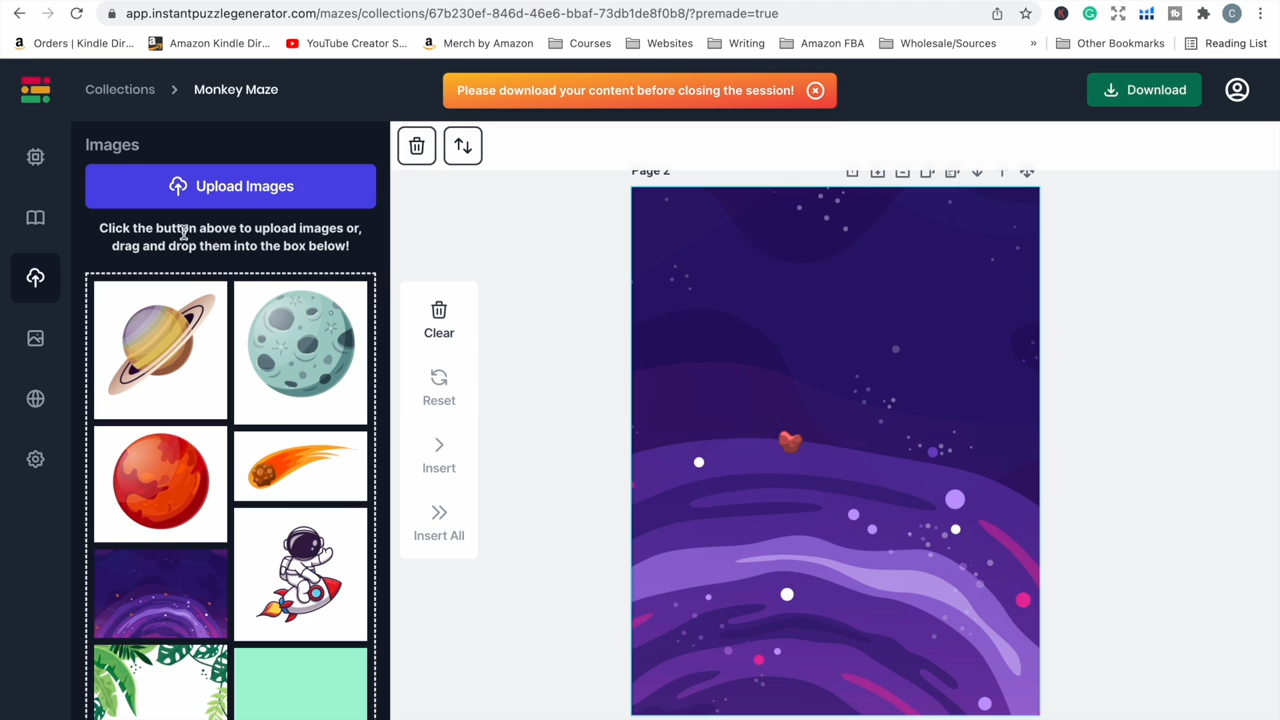 app.instantpuzzlegenerator.com/mazes/collections/67b230ef-846d-46e6-bbaf-73db1de8f0b8/?premade=true
Orders | Kindle Dir...
Amazon Kindle Dir...
YouTube Creator S...
Merch by Amazon
Courses
Websites
Writing
Amazon FBA
Wholesale/Sources
»
Other Bookmarks
Reading List
Collections
Monkey Maze
Please download your content before closing the session!
Download
Images
Upload Images
Click the button above to upload images or,
drag and drop them into the box below!
Page 2
Clear
Reset
Insert
Insert All